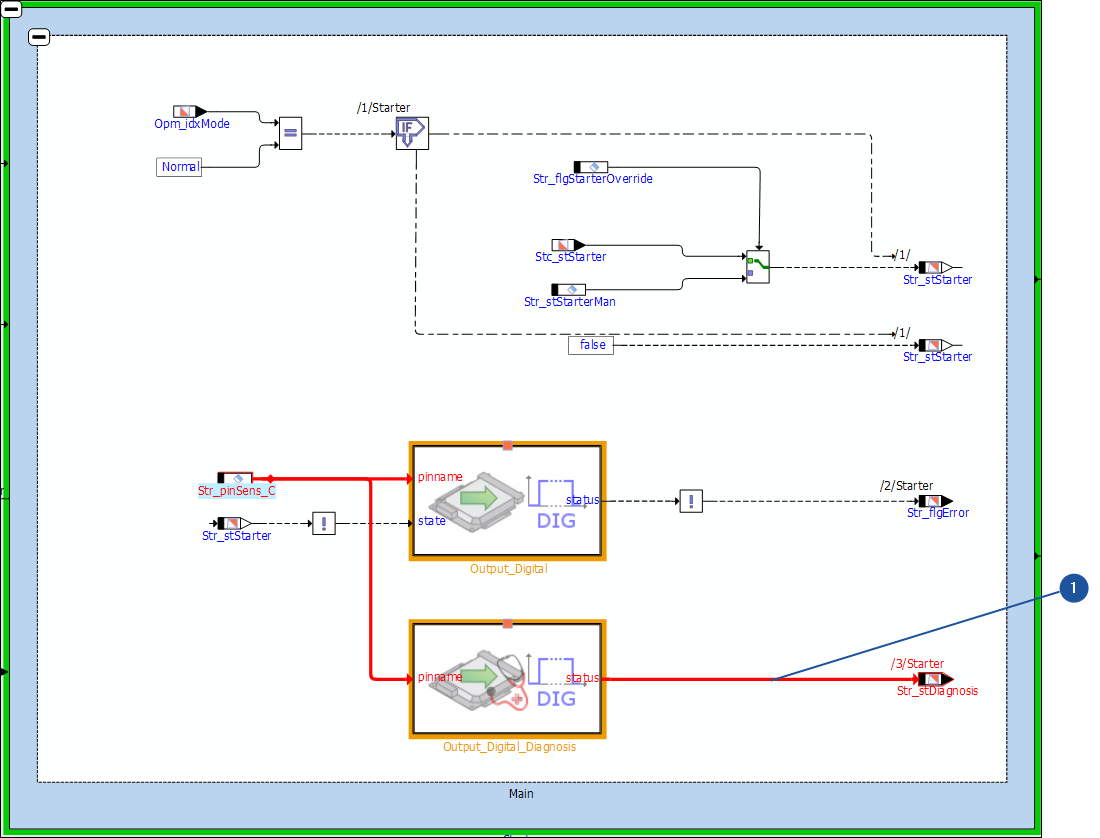 /1/Starter
Opm_idxMode
=
IF
Normal
Str_flgStarterOverride
Stc_stStarter
/1/
Str_stStarter
Str_stStarterMan
/1/
false
Str_stStarter
pinname
Str_pinSens_C
status
!
/2/Starter
Str_flgError
DIG
state
!
Str_stStarter
Output_Digital
1
/3/Starter
pinname
status
Str_stDiagnosis
DIG
Output_Digital_Diagnosis
Main